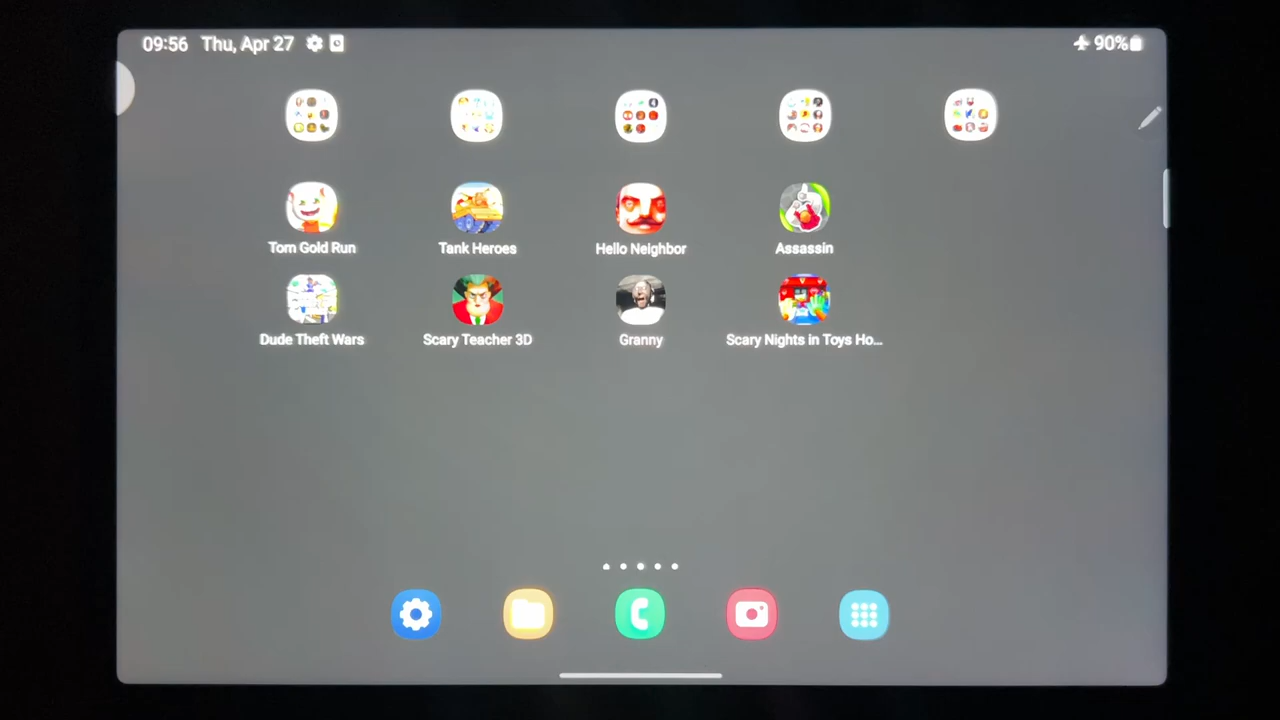 09:56 Thu, Apr 27 90%
Tom Gold Run Tank Heroes Hello Neighbor Assassin
Dude Theft Wars Scary Teacher 3D Granny Scary Nights in Toys Ho...